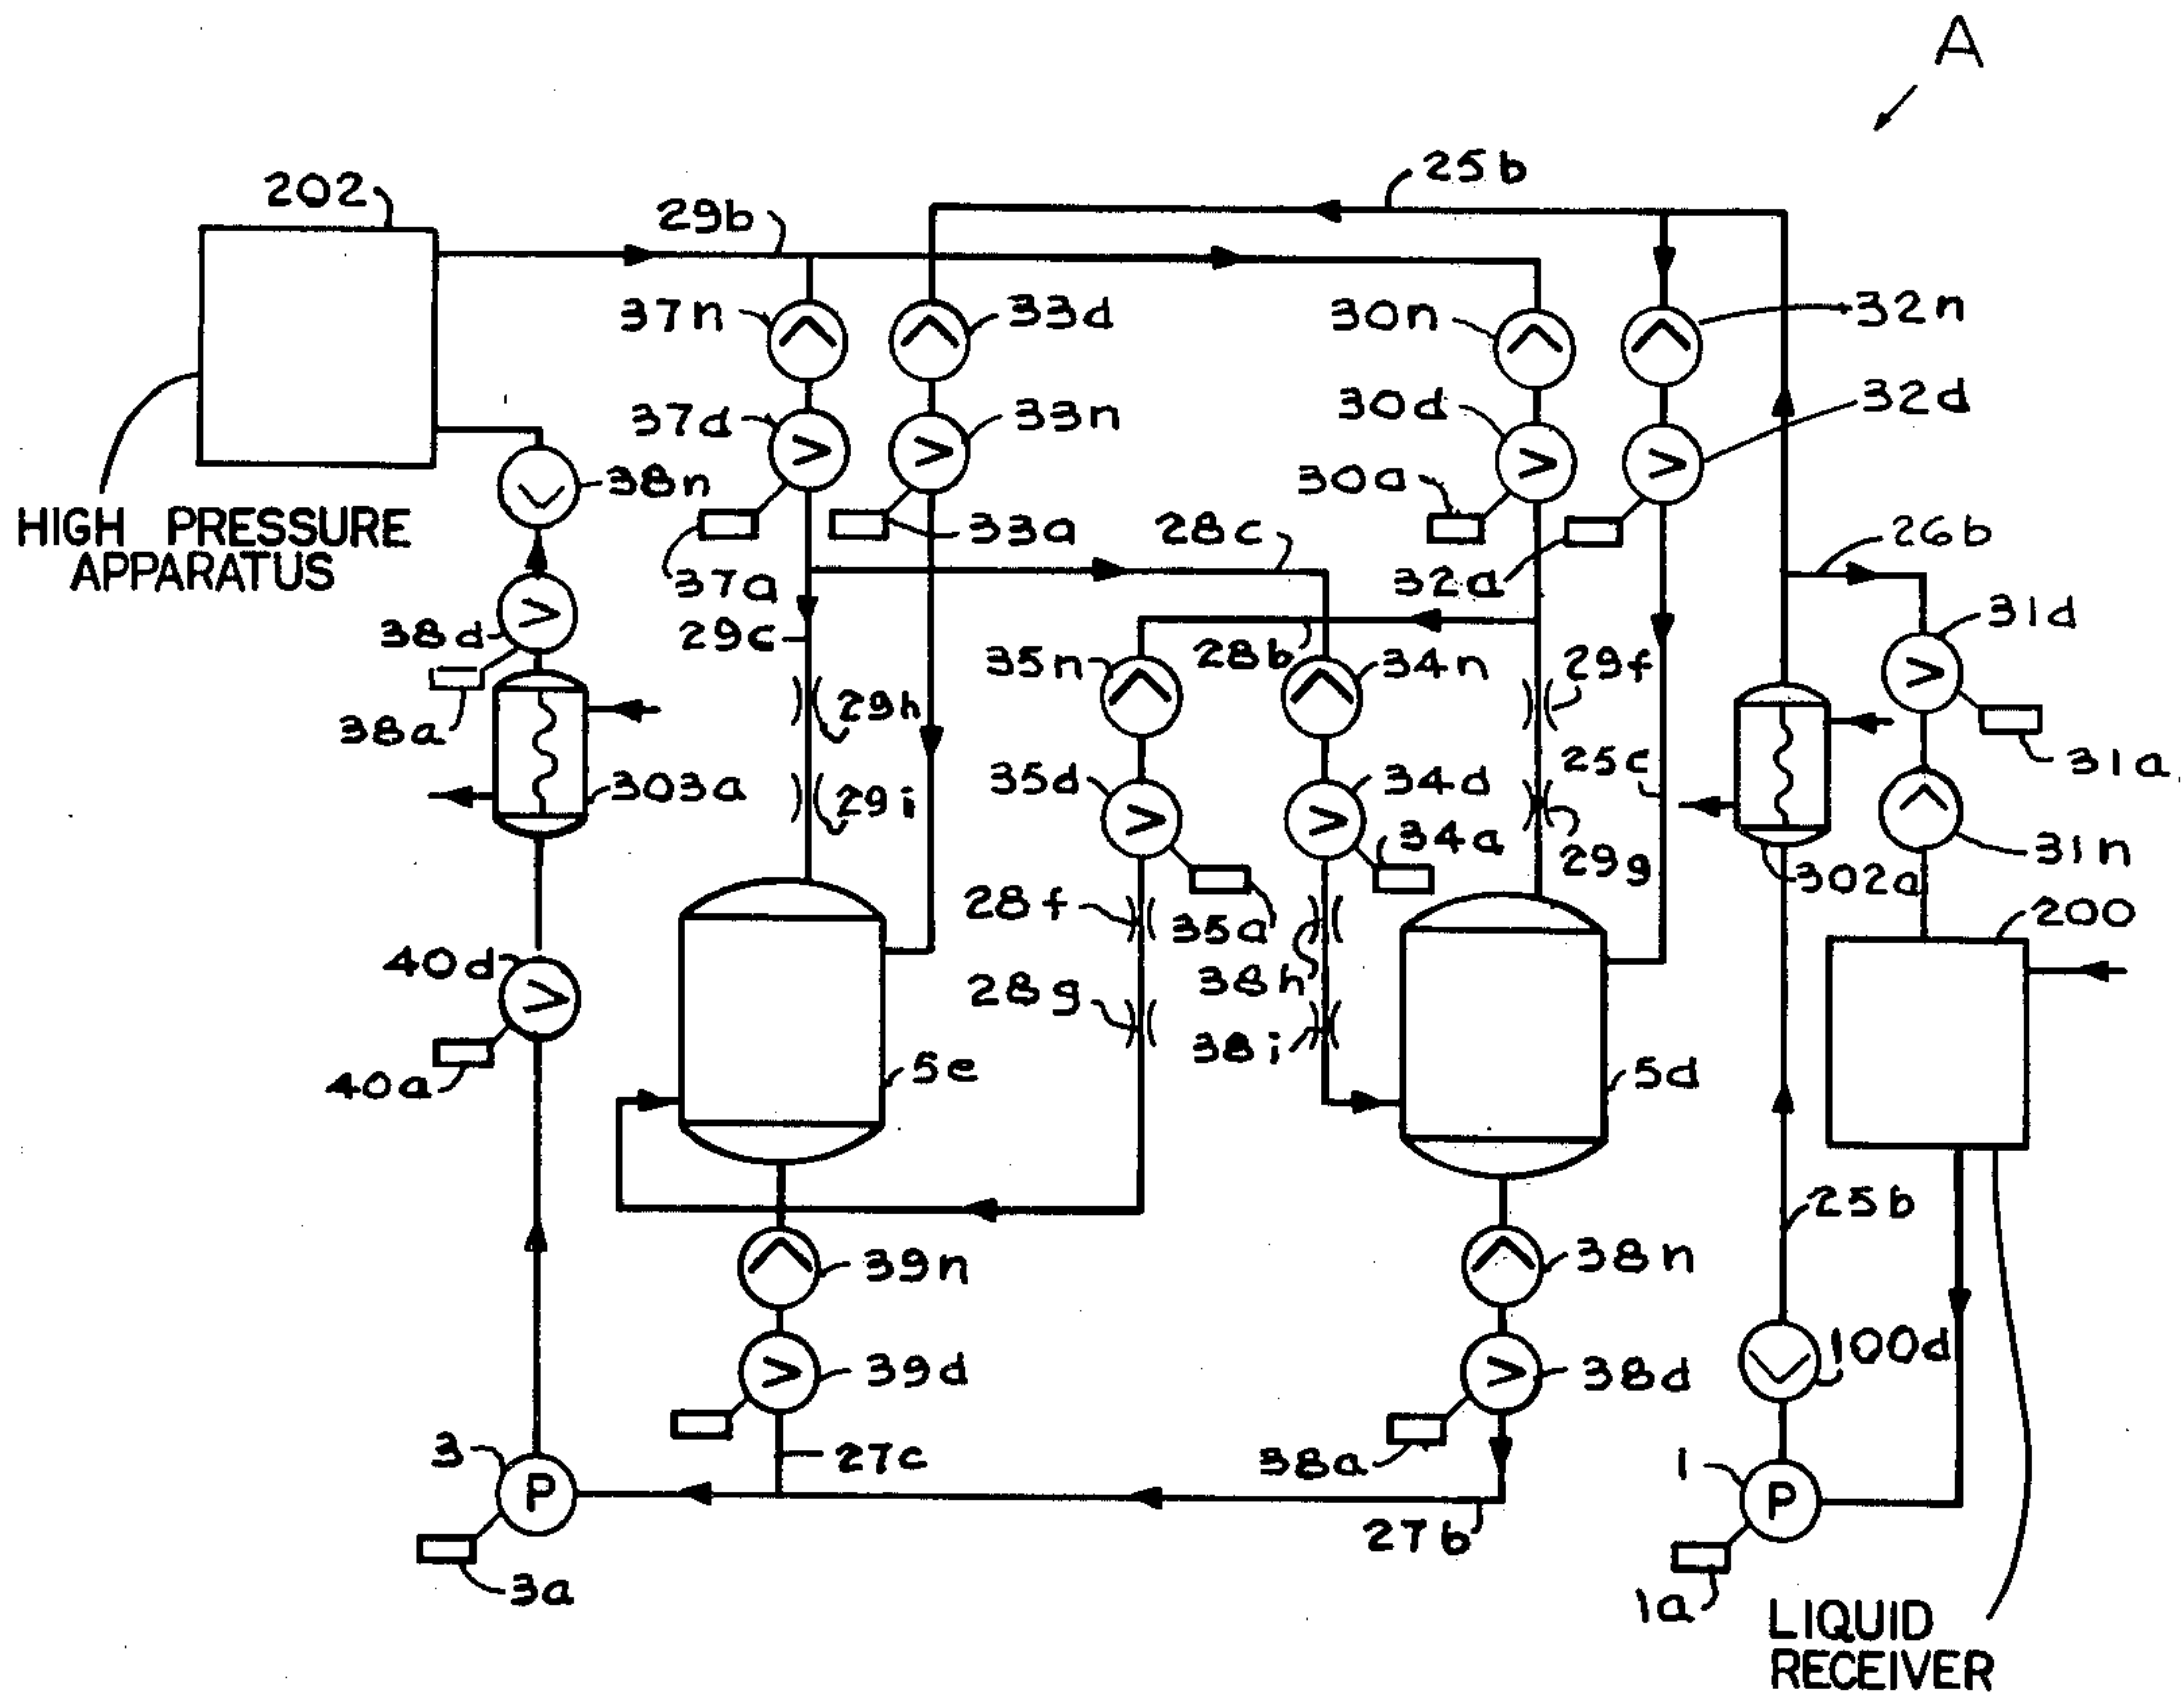 A
25b
202
29b
37n
33d
30n
32n
37d
33n
30d
32d
30a
38n
HIGH PRESSURE
APPARATUS
33a
28c
26b
37a
32a
31d
38d
29c
35n
28b
34n
29f
38a
29h
25c
31a
303a
29i
35d
34d
34a
31n
29g
302a
28f
35a
200
40d
38h
28g
38i
40a
5e
5d
25b
39n
38n
100d
39d
38d
3
27c
38a
1
P
P
27b
3a
1a
LIQUID
RECEIVER